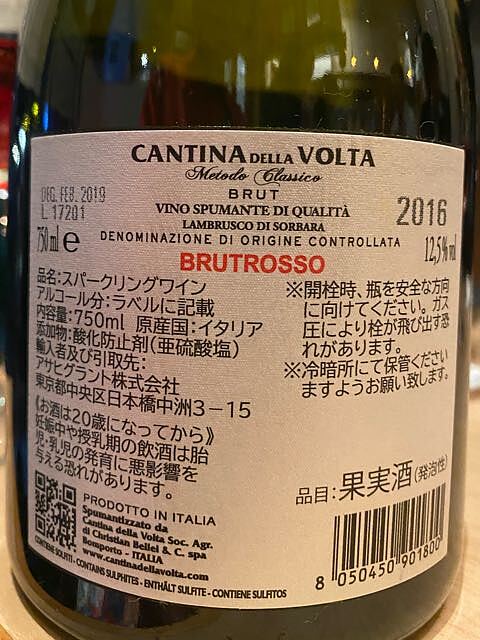 CANTINA DELLA VOLTA
Metodo Classico
BRUT
VINO SPUMANTE DI QUALITÀ
LAMBRUSCO DI SORBARA
DENOMINAZIONE DI ORIGINE CONTROLLATA
BRUTROSSO
DEG. FEB. 2019
L. 17201
750 ml e
2016
12,5% vol
品名:スパークリングワイン
アルコール分:ラベルに記載
内容量:750ml 原産国:イタリア
添加物:酸化防止剤(亜硫酸塩)
輸入者及び引取先:
アサヒグラント株式会社
東京都中央区日本橋中洲3-15
《お酒は20歳になってから》
妊娠中や授乳期の飲酒は胎
児・乳児の発育に悪影響を
与える恐れがあります。
※開栓時、瓶を安全な方向
に向けてください。ガス
圧により栓が飛び出す恐
れがあります。
※冷暗所にて保管ください
ますようお願い致します。
品目:果実酒(発泡性)
PRODOTTO IN ITALIA
Spumantizzato da
Cantina della Volta Soc. Agr.
di Christian Bellei & C. spa
Bomporto - ITALIA
www.cantinadellavolta.com
CONTIENE SOLFITI - CONTAINS SULPHITES - ENTHÄLT SULFITE - CONTIENE SULFITOS
8 050450 901800